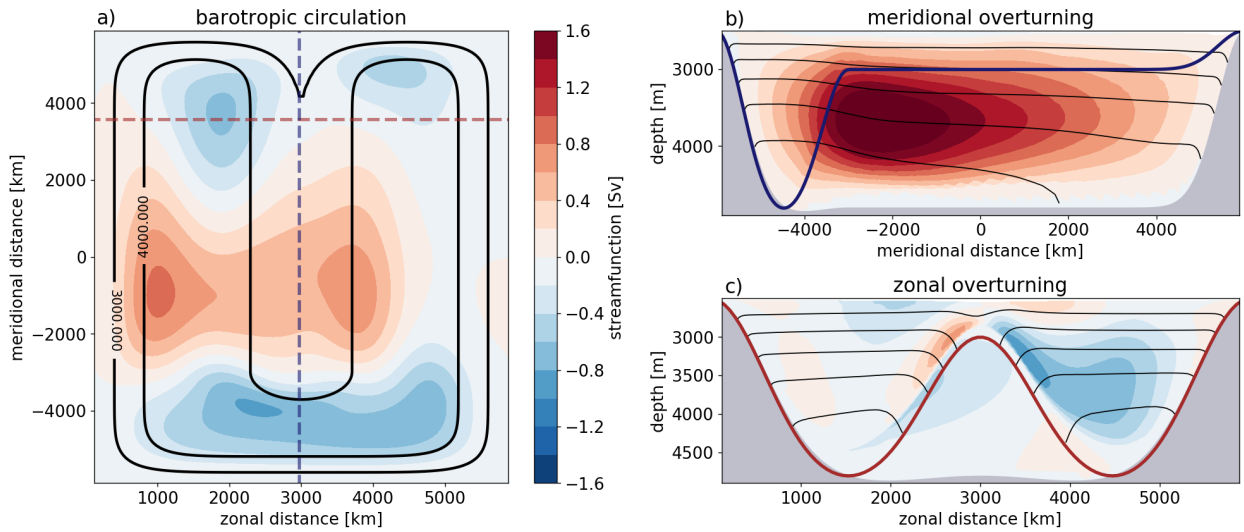 a) barotropic circulation
4000
2000
0
−2000
−4000
meridional distance [km]
3000.000
4000.000
1000 2000 3000 4000 5000
zonal distance [km]
1.6
1.2
0.8
0.4
0.0
−0.4
−0.8
−1.2
−1.6
streamfunction [Sv]
b) meridional overturning
3000
4000
depth [m]
−4000 −2000 0 2000 4000
meridional distance [km]
c) zonal overturning
3000
3500
4000
4500
depth [m]
1000 2000 3000 4000 5000
zonal distance [km]